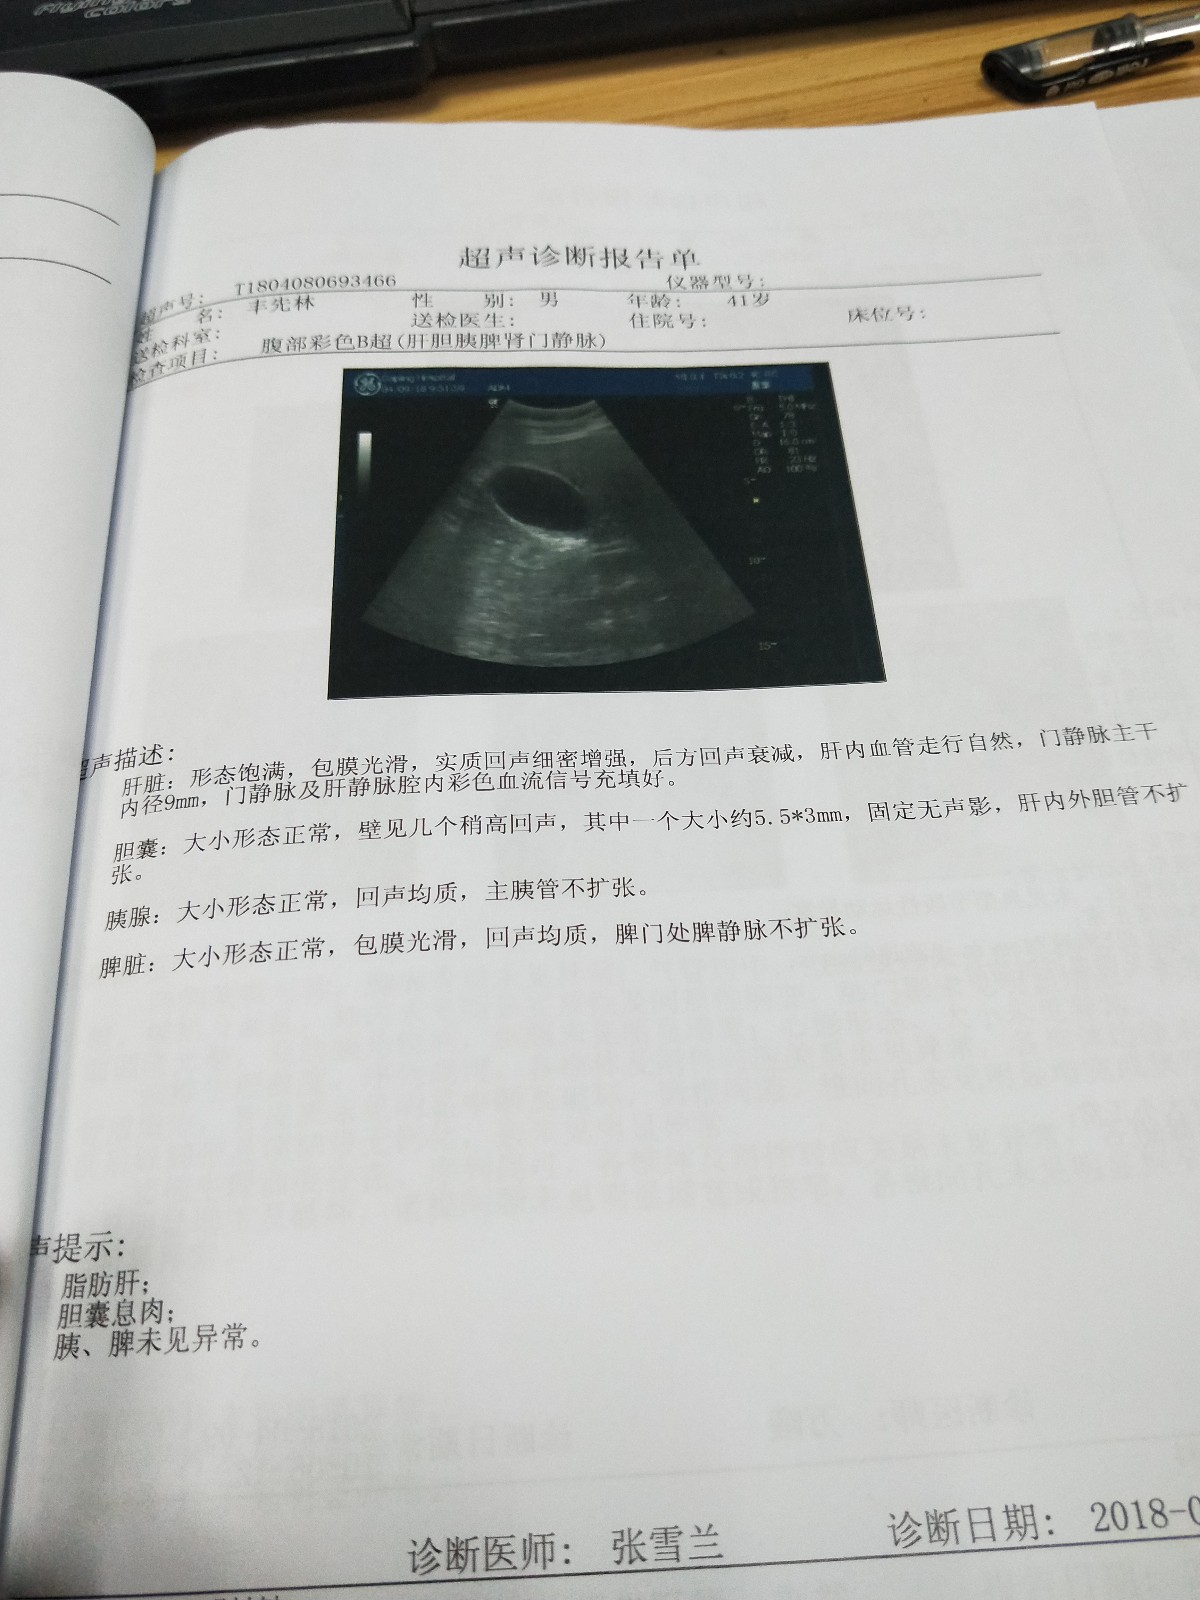 超声诊断报告单
超声号： T1804080693466 仪器型号：
姓 名： 丰先林 性 别： 男 年龄： 41岁
送检科室： 送检医生： 住院号： 床位号：
检查项目： 腹部彩色B超(肝胆胰脾肾门静脉)
声描述：
肝脏：形态饱满，包膜光滑，实质回声细密增强，后方回声衰减，肝内血管走行自然，门静脉主干
内径9mm，门静脉及肝静脉腔内彩色血流信号充填好。
胆囊：大小形态正常，壁见几个稍高回声，其中一个大小约5.5*3mm，固定无声影，肝内外胆管不扩
张。
胰腺：大小形态正常，回声均质，主胰管不扩张。
脾脏：大小形态正常，包膜光滑，回声均质，脾门处脾静脉不扩张。
声提示：
脂肪肝；
胆囊息肉；
胰、脾未见异常。
诊断医师： 张雪兰 诊断日期： 2018-0